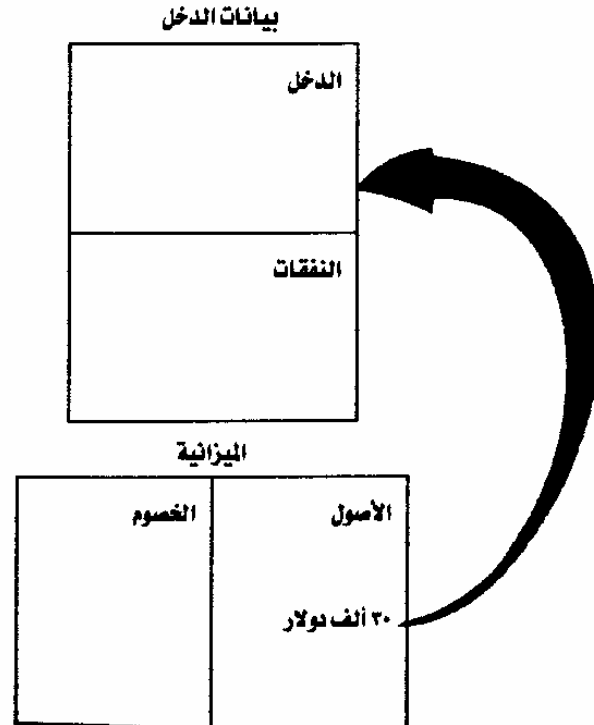 بيانات الدخل
الدخل
النفقات
الميزانية
الأصول
الخصوم
٣٠ ألف دولار